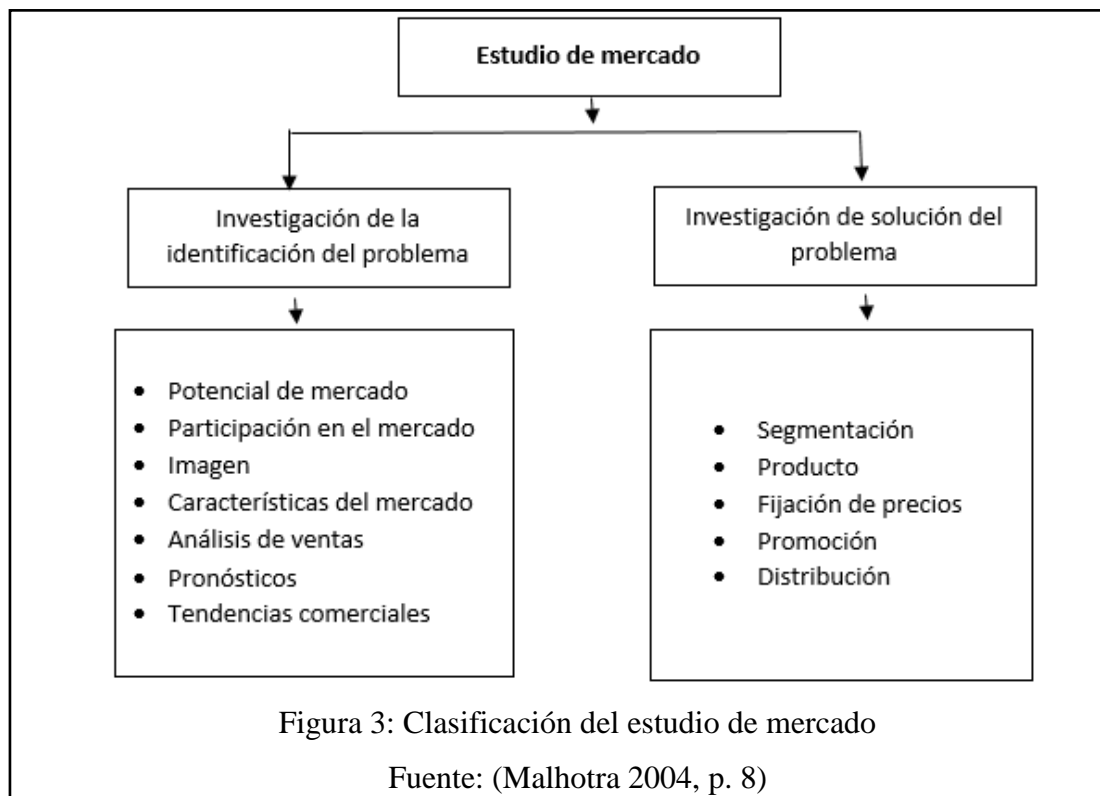 Estudio de mercado
Investigación de la
identificación del problema
Investigación de solución del
problema
• Potencial de mercado
• Participación en el mercado
• Imagen
• Característícas del mercado
• Análisis de ventas
• Pronósticos
• Tendencias comerciales
• Segmentación
• Producto
• Fijación de precios
• Promoción
• Distribución
Figura 3: Clasificación del estudio de mercado
Fuente: (Malhotra 2004, p. 8)